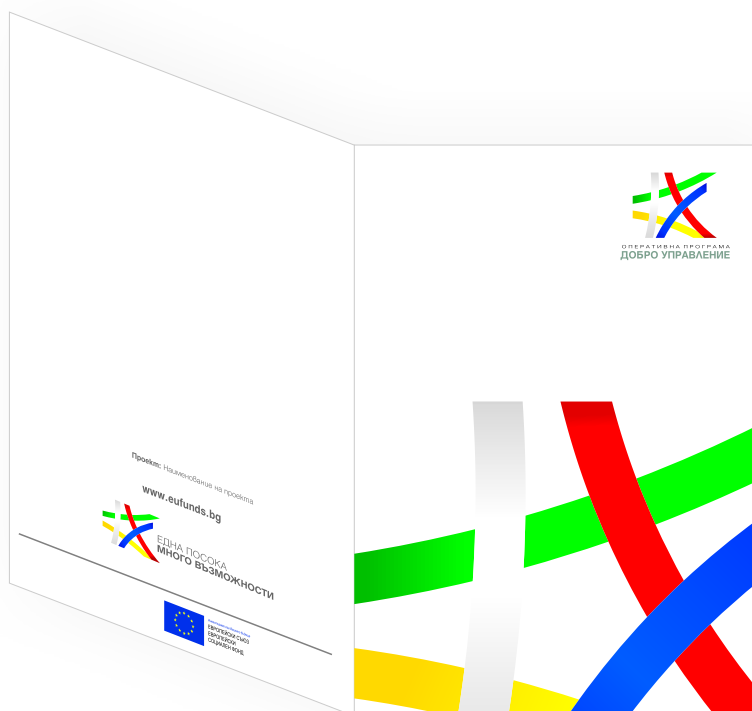 Проект: Наименование на проекта
www.eufunds.bg
ЕДНА ПОСОКА
МНОГО ВЪЗМОЖНОСТИ
ЕВРОПЕЙСКИ СЪЮЗ
ЕВРОПЕЙСКИ
СОЦИАЛЕН ФОНД
ОПЕРАТИВНА ПРОГРАМА
ДОБРО УПРАВЛЕНИЕ